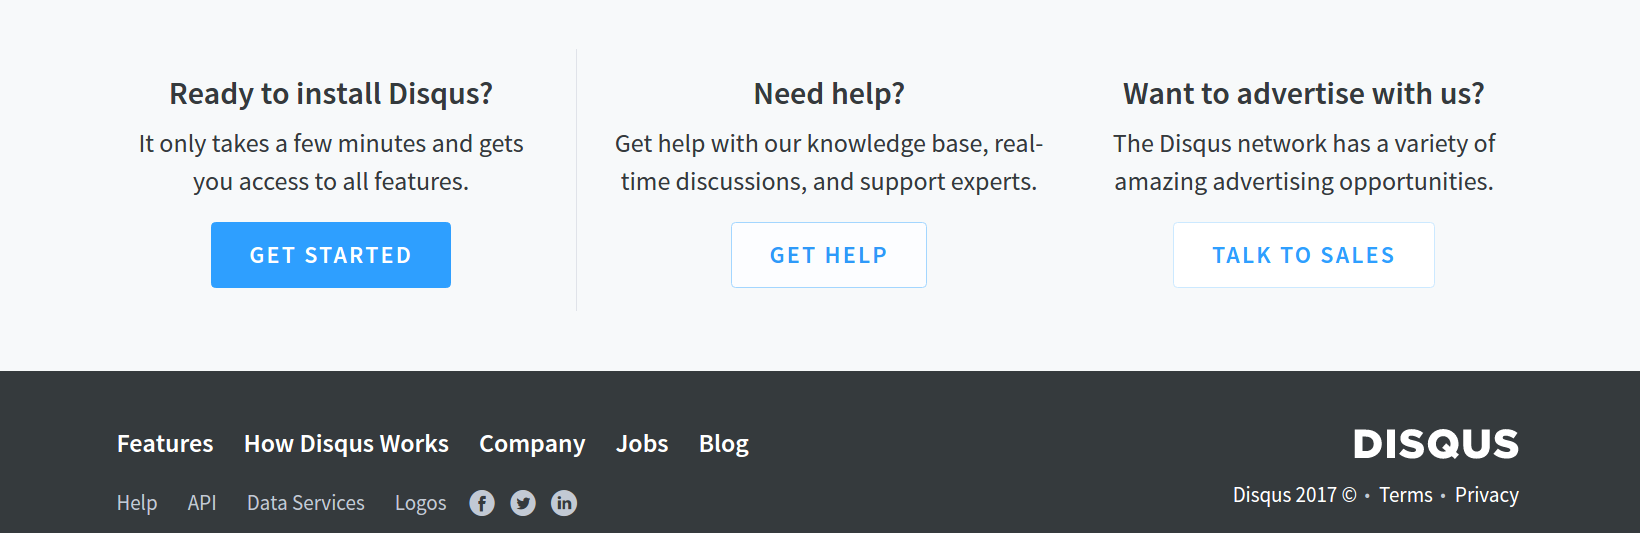 Ready to install Disqus?
It only takes a few minutes and gets
you access to all features.
GET STARTED
Need help?
Get help with our knowledge base, real-
time discussions, and support experts.
GET HELP
Want to advertise with us?
The Disqus network has a variety of
amazing advertising opportunities.
TALK TO SALES
Features How Disqus Works Company Jobs Blog
Help API Data Services Logos f in
DISQUS
Disqus 2017 © • Terms • Privacy